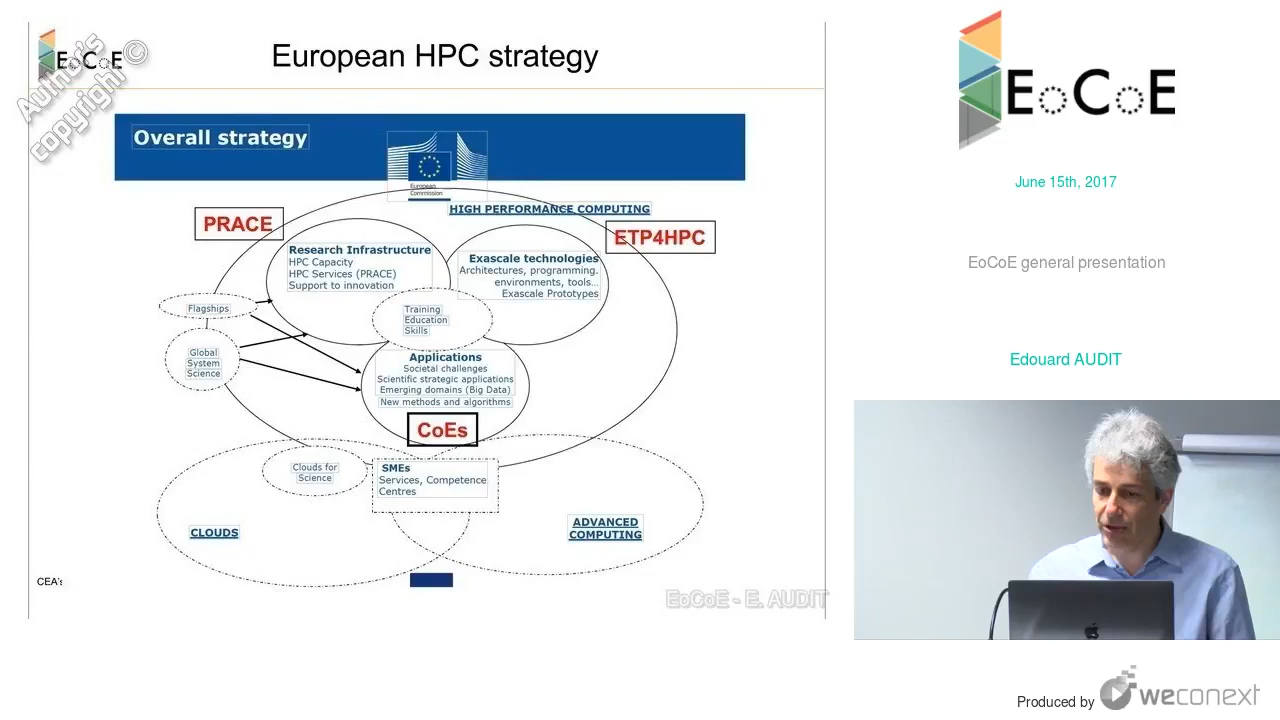 EoCoE
European HPC strategy
Author's
copyright ©
Overall strategy
European
Commission
HIGH PERFORMANCE COMPUTING
PRACE
ETP4HPC
Research Infrastructure
HPC Capacity
HPC Services (PRACE)
Support to innovation
Exascale technologies
Architectures, programming.
environments, tools...
Exascale Prototypes
Flagships
Training
Education
Skills
Global
System
Science
Applications
Societal challenges
Scientific strategic applications
Emerging domains (Big Data)
New methods and algorithms
CoEs
Clouds for
Science
SMEs
Services, Competence
Centres
CLOUDS
ADVANCED
COMPUTING
CEA's
EoCoE - E. AUDIT
EoCoE
June 15th, 2017
EoCoE general presentation
Edouard AUDIT
Produced by weconext